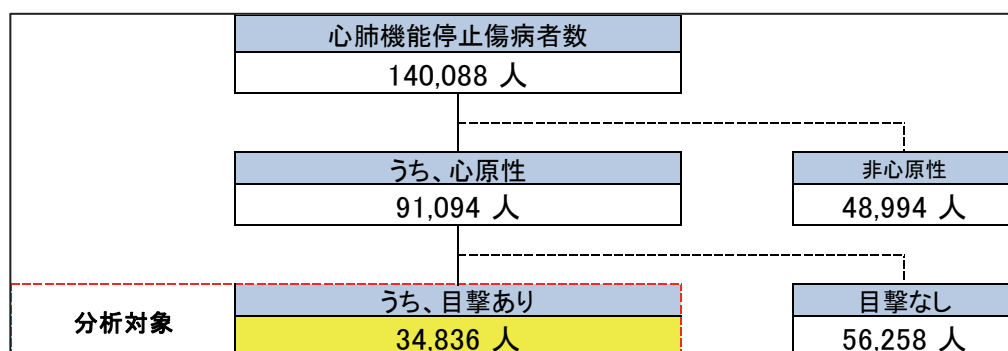 心肺機能停止傷病者数
140,088 人
うち、心原性
非心原性
91,094 人
48,994 人
うち、目撃あり
目撃なし
分析対象
34,836 人
56,258 人